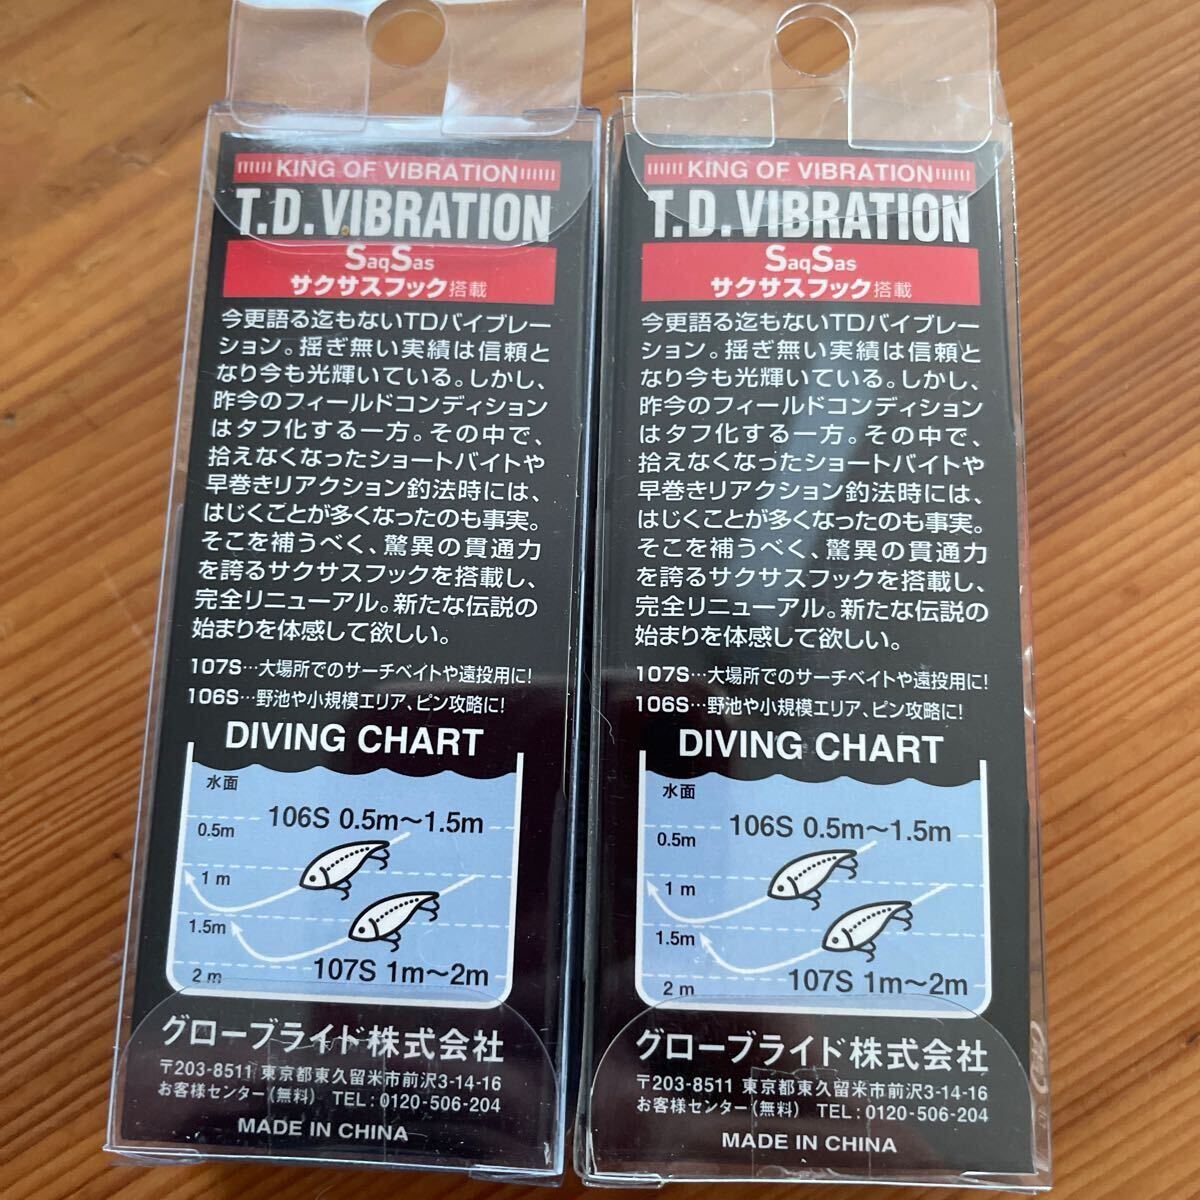 KING OF VIBRATION
T.D.VIBRATION
SaqSas
サクサスフック搭載
今更語る迄もないTDバイブレー
ション。揺ぎ無い実績は信頼と
なり今も光輝いている。しかし、
昨今のフィールドコンディション
はタフ化する一方。その中で、
拾えなくなったショートバイトや
早巻きリアクション釣法時には、
はじくことが多くなったのも事実。
そこを補うべく、驚異の貫通力
を誇るサクサスフックを搭載し、
完全リニューアル。新たな伝説の
始まりを体感して欲しい。
107S…大場所でのサーチベイトや遠投用に!
106S…野池や小規模エリア、ピン攻略に!
DIVING CHART
水面
106S 0.5m〜1.5m
0.5m
1 m
1.5m
107S 1m〜2m
2 m
グローブライド株式会社
〒203-8511 東京都東久留米市前沢3-14-16
お客様センター(無料) TEL:0120-506-204
MADE IN CHINA
KING OF VIBRATION
T.D.VIBRATION
SaqSas
サクサスフック搭載
今更語る迄もないTDバイブレー
ション。揺ぎ無い実績は信頼と
なり今も光輝いている。しかし、
昨今のフィールドコンディション
はタフ化する一方。その中で、
拾えなくなったショートバイトや
早巻きリアクション釣法時には、
はじくことが多くなったのも事実。
そこを補うべく、驚異の貫通力
を誇るサクサスフックを搭載し、
完全リニューアル。新たな伝説の
始まりを体感して欲しい。
107S…大場所でのサーチベイトや遠投用に!
106S…野池や小規模エリア、ピン攻略に!
DIVING CHART
水面
106S 0.5m〜1.5m
0.5m
1 m
1.5m
107S 1m〜2m
2 m
グローブライド株式会社
〒203-8511 東京都東久留米市前沢3-14-16
お客様センター(無料) TEL:0120-506-204
MADE IN CHINA